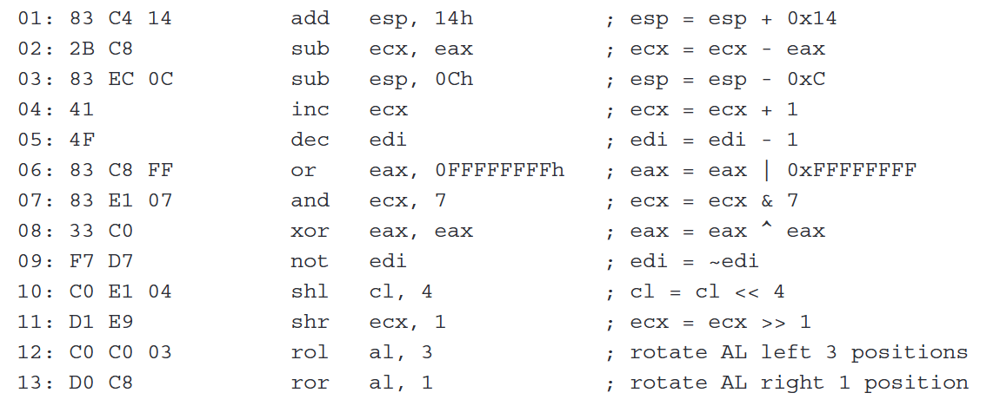 01: 83 C4 14 add esp, 14h ; esp = esp + 0x14
02: 2B C8 sub ecx, eax ; ecx = ecx - eax
03: 83 EC 0C sub esp, 0Ch ; esp = esp - 0xC
04: 41 inc ecx ; ecx = ecx + 1
05: 4F dec edi ; edi = edi - 1
06: 83 C8 FF or eax, 0FFFFFFFFh ; eax = eax | 0xFFFFFFFF
07: 83 E1 07 and ecx, 7 ; ecx = ecx & 7
08: 33 C0 xor eax, eax ; eax = eax ^ eax
09: F7 D7 not edi ; edi = ~edi
10: C0 E1 04 shl cl, 4 ; cl = cl << 4
11: D1 E9 shr ecx, 1 ; ecx = ecx >> 1
12: C0 C0 03 rol al, 3 ; rotate AL left 3 positions
13: D0 C8 ror al, 1 ; rotate AL right 1 position